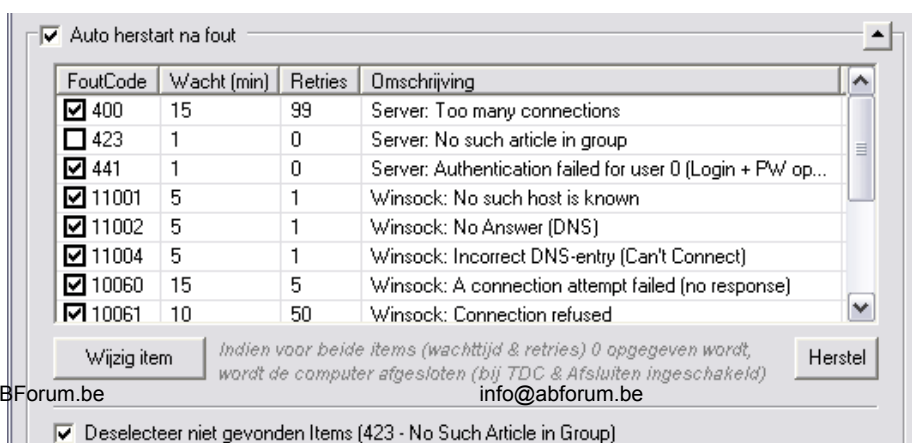 Auto herstart na fout
FoutCode Wacht (min) Retries Omschrijving
400 15 99 Server: Too many connections
423 1 0 Server: No such article in group
441 1 0 Server: Authentication failed for user 0 (Login + PW op...
11001 5 1 Winsock: No such host is known
11002 5 1 Winsock: No Answer (DNS)
11004 5 1 Winsock: Incorrect DNS-entry (Can't Connect)
10060 15 5 Winsock: A connection attempt failed (no response)
10061 10 50 Winsock: Connection refused
Wijzig item
Indien voor beide items (wachttijd & retries) 0 opgegeven wordt,
wordt de computer afgesloten (bij TDC & Afsluiten ingeschakeld)
Herstel
BForum.be info@abforum.be
Deselecteer niet gevonden Items (423 - No Such Article in Group)